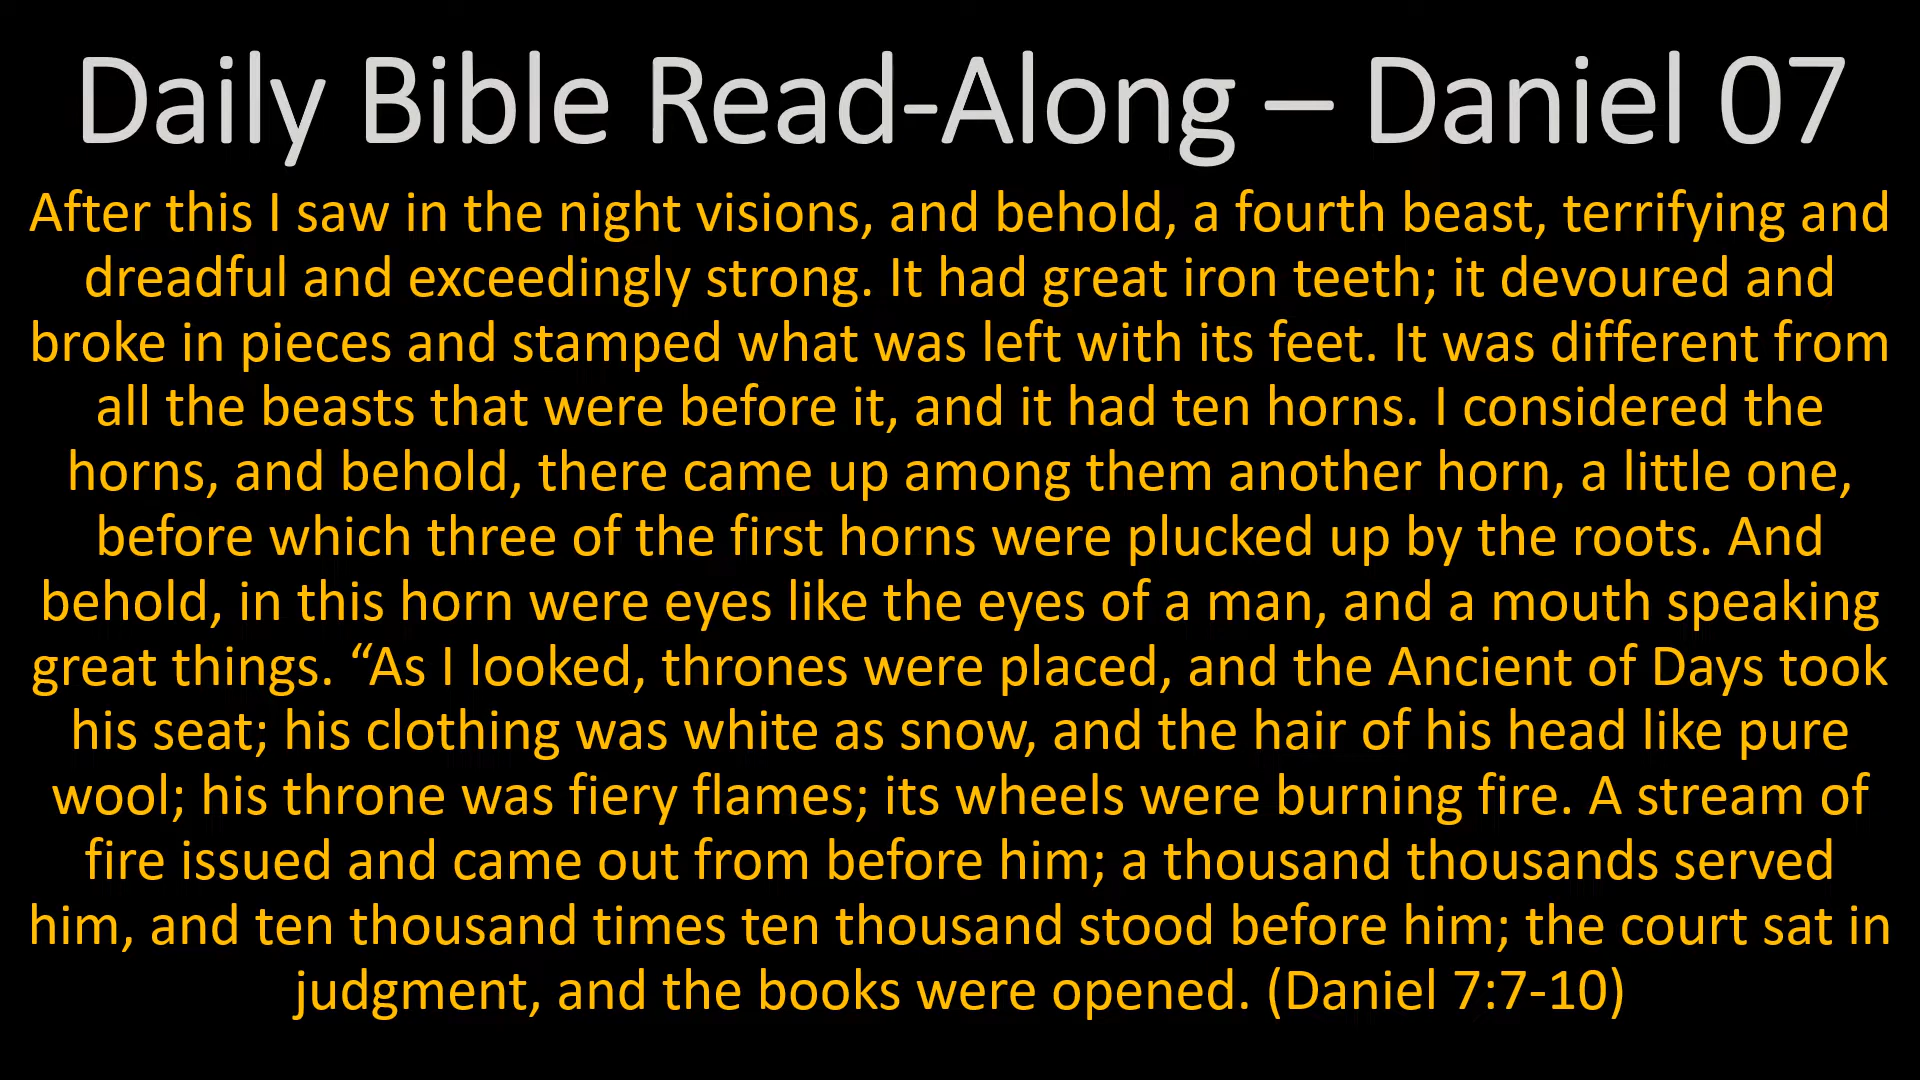 Daily Bible Read-Along – Daniel 07
After this I saw in the night visions, and behold, a fourth beast, terrifying and
dreadful and exceedingly strong. It had great iron teeth; it devoured and
broke in pieces and stamped what was left with its feet. It was different from
all the beasts that were before it, and it had ten horns. I considered the
horns, and behold, there came up among them another horn, a little one,
before which three of the first horns were plucked up by the roots. And
behold, in this horn were eyes like the eyes of a man, and a mouth speaking
great things. “As I looked, thrones were placed, and the Ancient of Days took
his seat; his clothing was white as snow, and the hair of his head like pure
wool; his throne was fiery flames; its wheels were burning fire. A stream of
fire issued and came out from before him; a thousand thousands served
him, and ten thousand times ten thousand stood before him; the court sat in
judgment, and the books were opened. (Daniel 7:7-10)